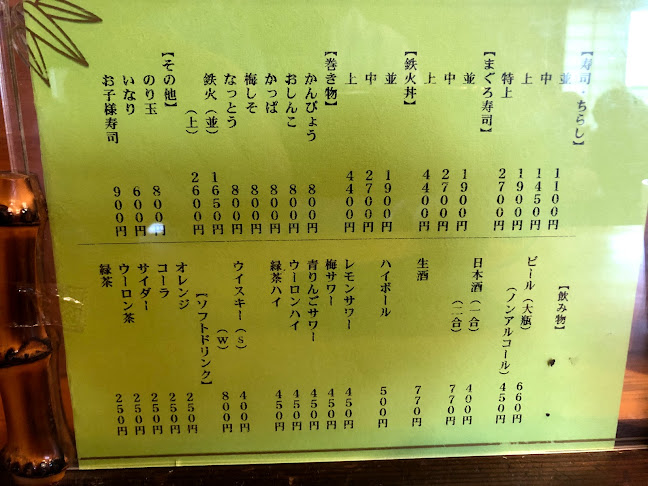 【寿司・ちらし】
並 1100円
中 1450円
上 1900円
特上 2700円
【まぐろ寿司】
並 1900円
中 2700円
上 4400円
【鉄火丼】
並 1900円
中 2700円
上 4400円
【巻き物】
かんぴょう 800円
おしんこ 800円
かっぱ 800円
梅しそ 800円
なっとう 800円
鉄火（並） 1650円
（上） 2600円
【その他】
のり玉 800円
いなり 600円
お子様寿司 900円
【飲み物】
ビール（大瓶） 660円
（ノンアルコール） 450円
日本酒（一合） 400円
（二合） 770円
生酒 770円
ハイボール 500円
レモンサワー 450円
梅サワー 450円
青りんごサワー 450円
ウーロンハイ 450円
緑茶ハイ 450円
ウイスキー（S） 400円
（W） 800円
【ソフトドリンク】
オレンジ 250円
コーラ 250円
サイダー 250円
ウーロン茶 250円
緑茶 250円